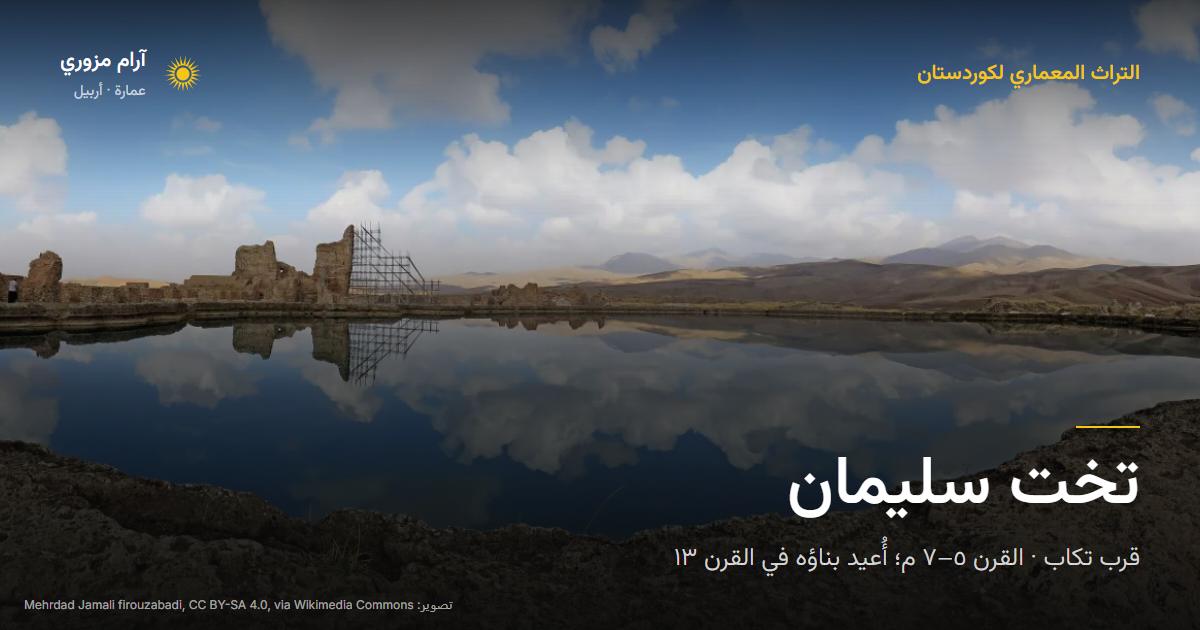 التراث المعماري لكوردستان
آرام مزوري
عمارة · أربيل
تخت سليمان
قرب تكاب · القرن ٥–٧ م؛ أُعيد بناؤه في القرن ١٣
تصوير: Mehrdad Jamali firouzabadi, CC BY-SA 4.0, via Wikimedia Commons